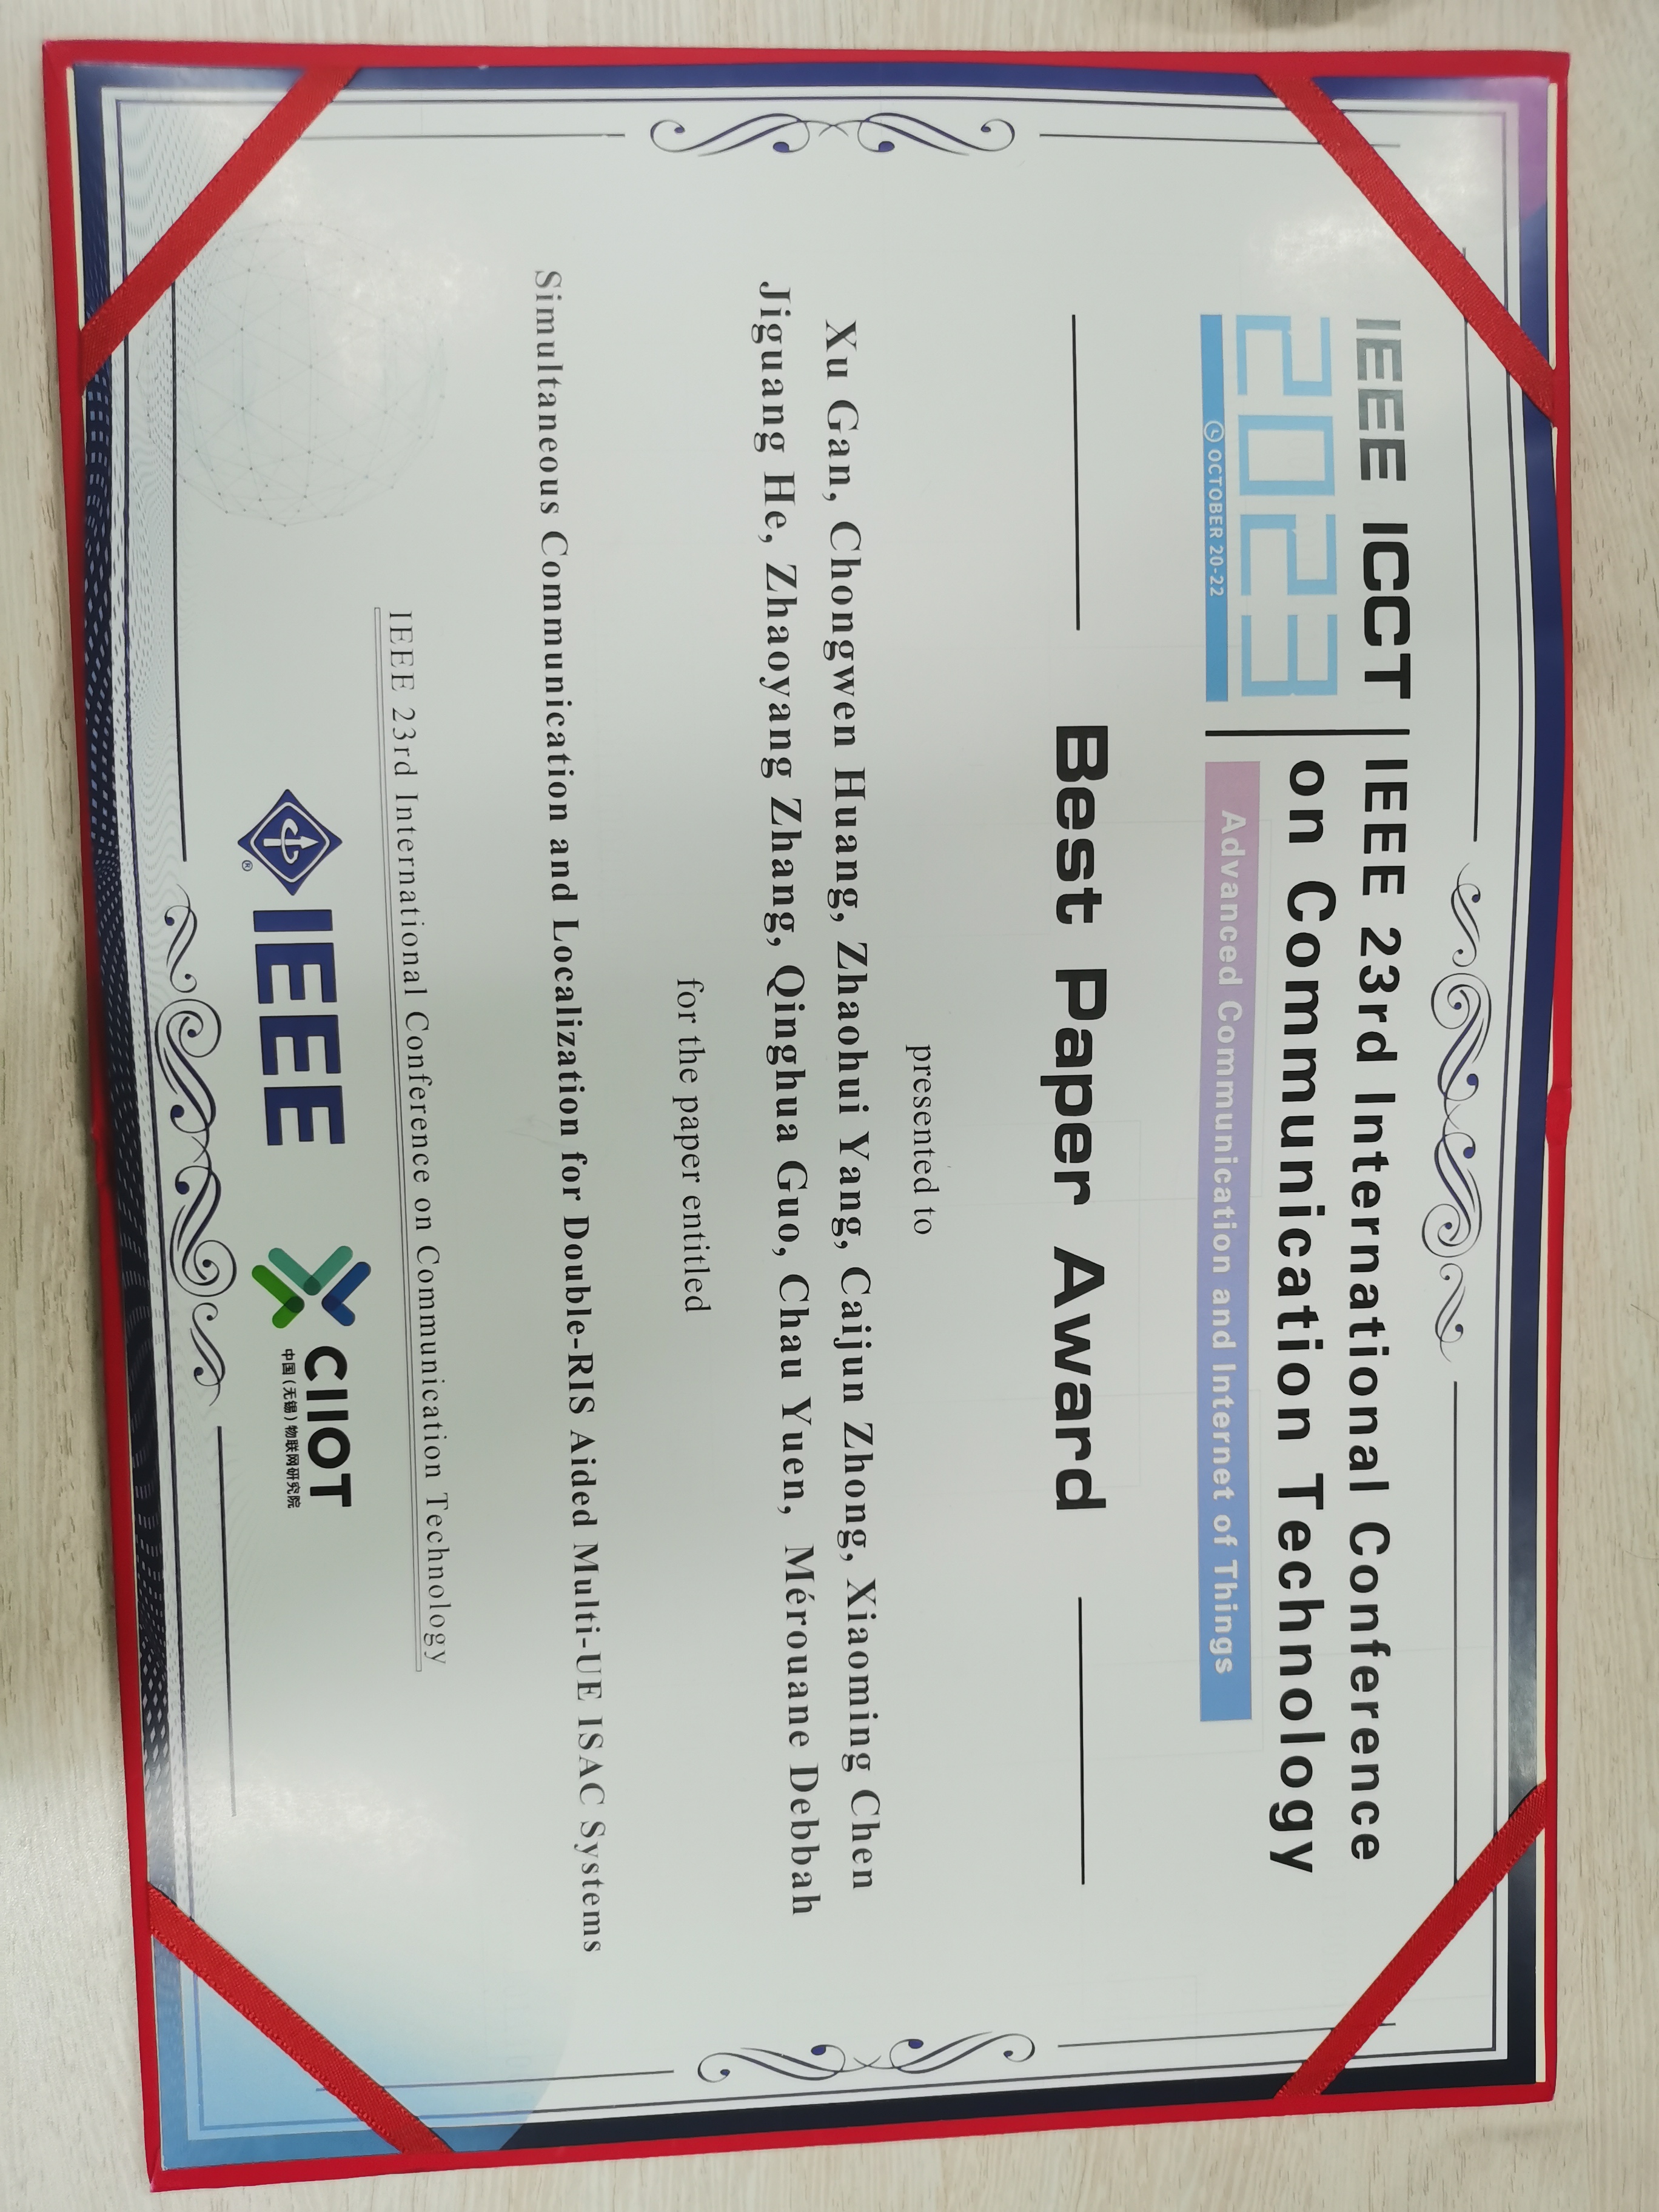 IEEE ICCT
2023
OCTOBER 20-22
IEEE 23rd International Conference
on Communication Technology
Advanced Communication and Internet of Things
Best Paper Award
presented to
Xu Gan, Chongwen Huang, Zhaohui Yang, Caijun Zhong, Xiaoming Chen
Jiguang He, Zhaoyang Zhang, Qinghua Guo, Chau Yuen, Mérouane Debbah
for the paper entitled
Simultaneous Communication and Localization for Double-RIS Aided Multi-UE ISAC Systems
IEEE 23rd International Conference on Communication Technology
IEEE
®
CIIOT
中国(无锡)物联网研究院